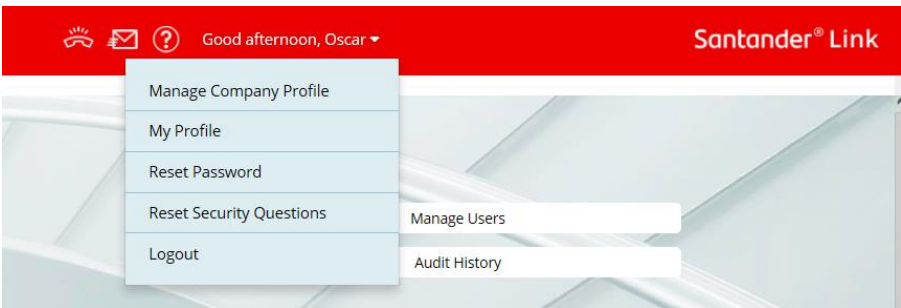 Good afternoon, Oscar
Santander® Link
Manage Company Profile
My Profile
Reset Password
Reset Security Questions
Manage Users
Logout
Audit History